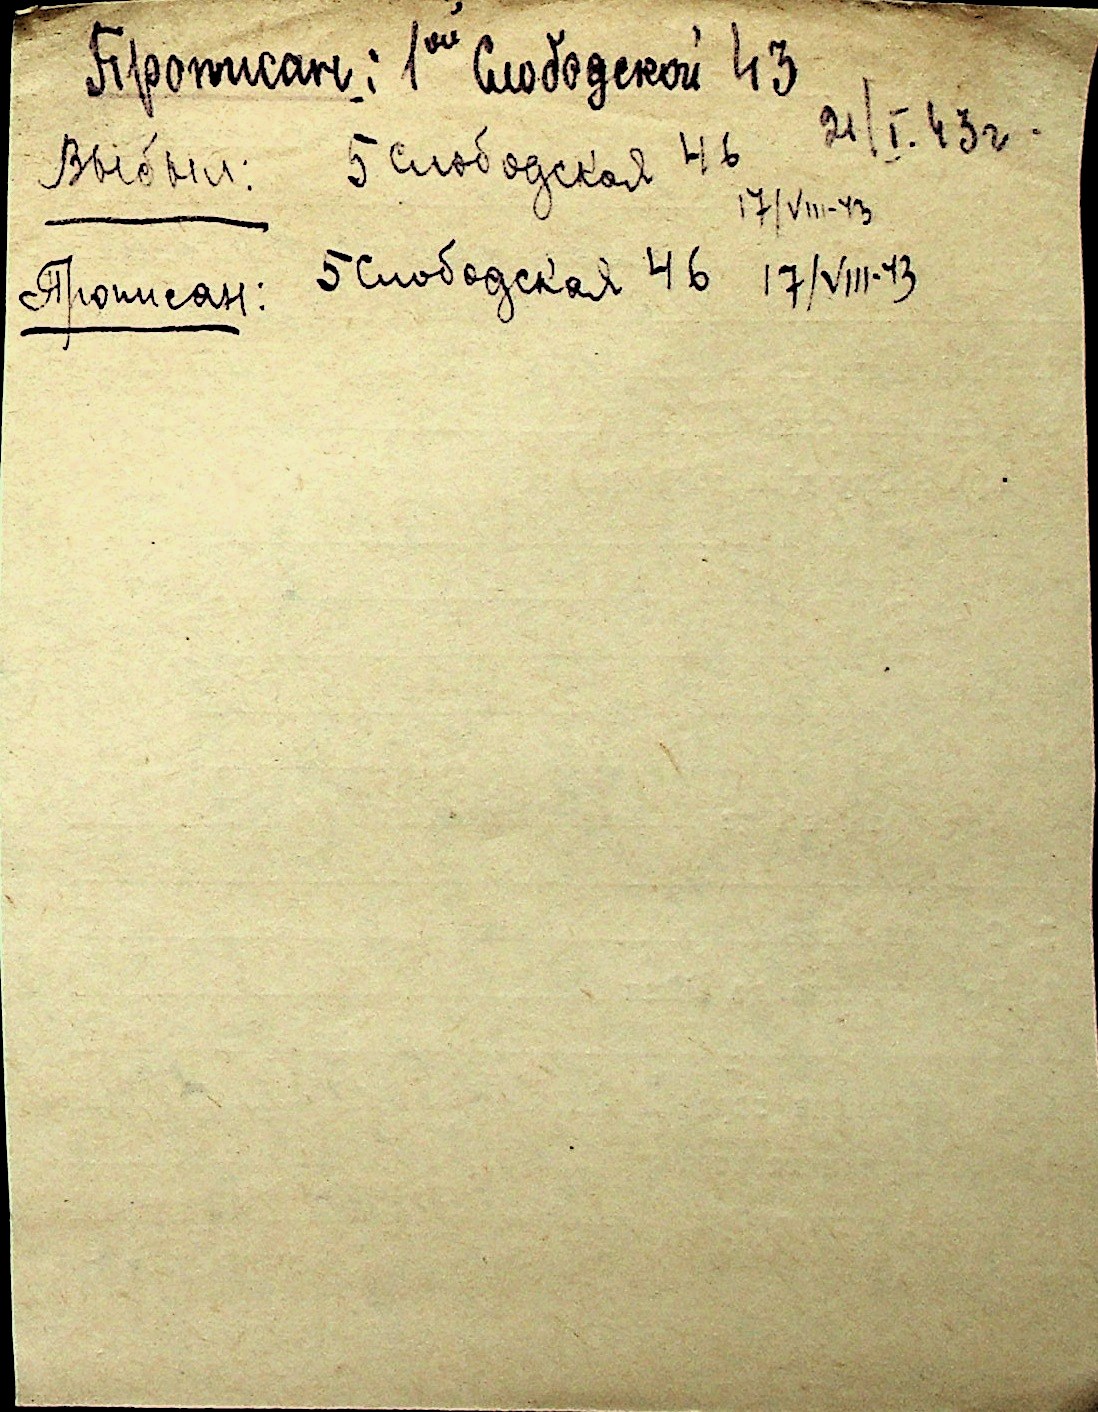 Прописан: 1ой Слободской 43
21/I. 43г.
Выбыл: 5 Слободская 46
17/VIII-43
Прописан: 5 Слободская 46 17/VIII-43